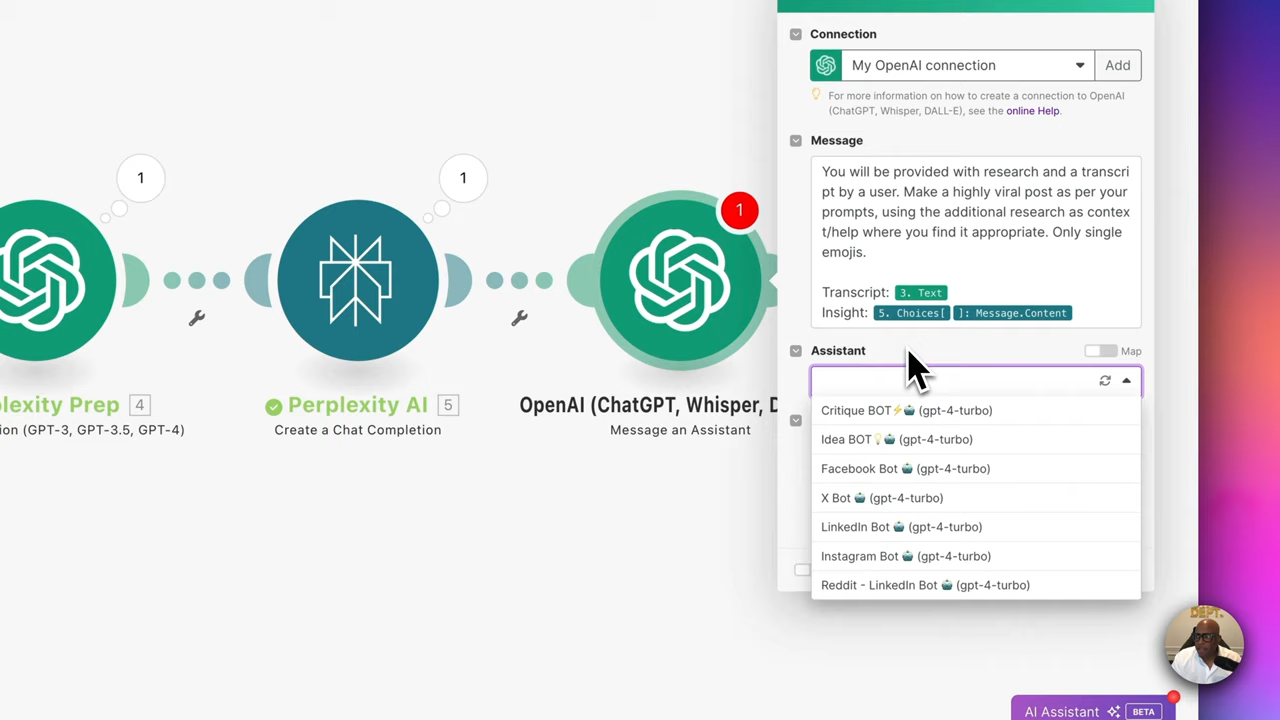 Connection
My OpenAI connection
Add
For more information on how to create a connection to OpenAI
(ChatGPT, Whisper, DALL-E), see the online Help.
Message
You will be provided with research and a transcri
pt by a user. Make a highly viral post as per your
prompts, using the additional research as contex
t/help where you find it appropriate. Only single
emojis.
Transcript: 3. Text
Insight: 5. Choices[ ]: Message.Content
Assistant
Map
Critique BOT⚡🤖 (gpt-4-turbo)
Idea BOT💡🤖 (gpt-4-turbo)
Facebook Bot 🤖 (gpt-4-turbo)
X Bot 🤖 (gpt-4-turbo)
LinkedIn Bot 🤖 (gpt-4-turbo)
Instagram Bot 🤖 (gpt-4-turbo)
Reddit - LinkedIn Bot 🤖 (gpt-4-turbo)
1
1
1
lexity Prep 4
ion (GPT-3, GPT-3.5, GPT-4)
Perplexity AI 5
Create a Chat Completion
OpenAI (ChatGPT, Whisper, D
Message an Assistant
DEPT.
AI Assistant BETA